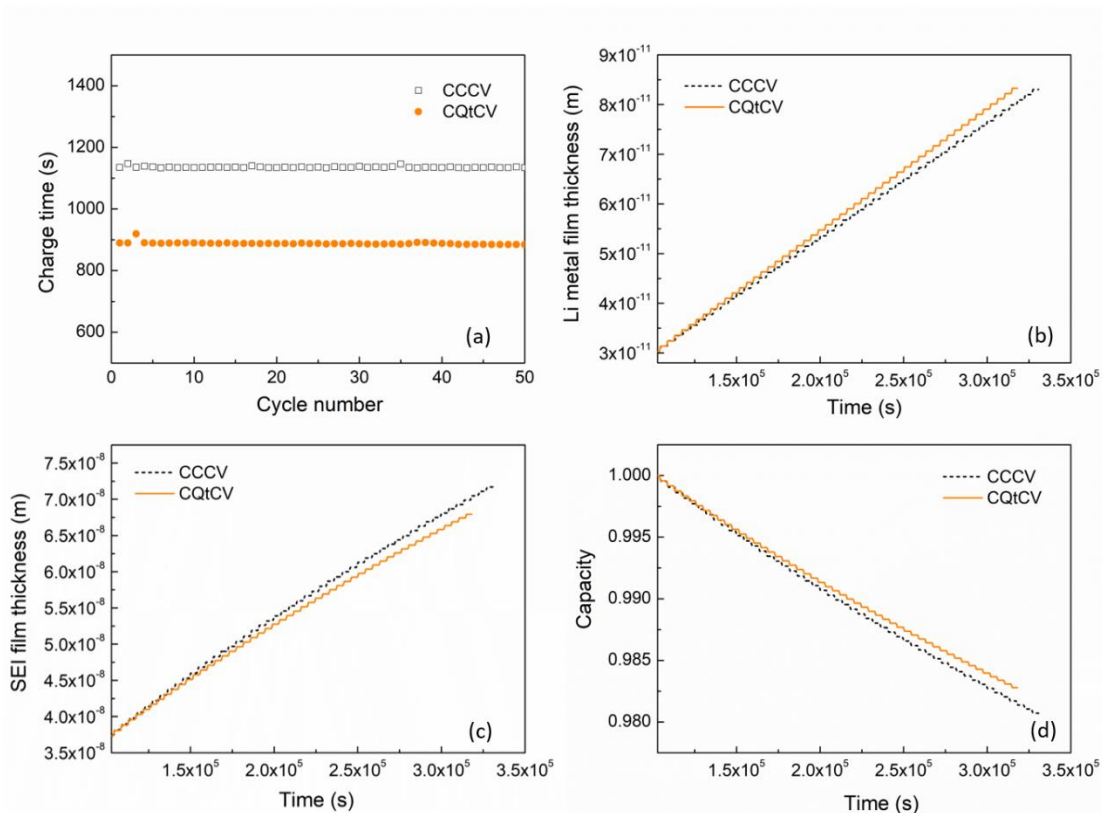 1400
1200
1000
800
600
Charge time (s)
CCCV
CQtCV
(a)
0 10 20 30 40 50
Cycle number
9x10⁻¹¹
8x10⁻¹¹
7x10⁻¹¹
6x10⁻¹¹
5x10⁻¹¹
4x10⁻¹¹
3x10⁻¹¹
Li metal film thickness (m)
CCCV
CQtCV
(b)
1.5x10⁵ 2.0x10⁵ 2.5x10⁵ 3.0x10⁵ 3.5x10⁵
Time (s)
7.5x10⁻⁸
7.0x10⁻⁸
6.5x10⁻⁸
6.0x10⁻⁸
5.5x10⁻⁸
5.0x10⁻⁸
4.5x10⁻⁸
4.0x10⁻⁸
3.5x10⁻⁸
SEI film thickness (m)
CCCV
CQtCV
(c)
1.5x10⁵ 2.0x10⁵ 2.5x10⁵ 3.0x10⁵ 3.5x10⁵
Time (s)
1.000
0.995
0.990
0.985
0.980
Capacity
CCCV
CQtCV
(d)
1.5x10⁵ 2.0x10⁵ 2.5x10⁵ 3.0x10⁵ 3.5x10⁵
Time (s)